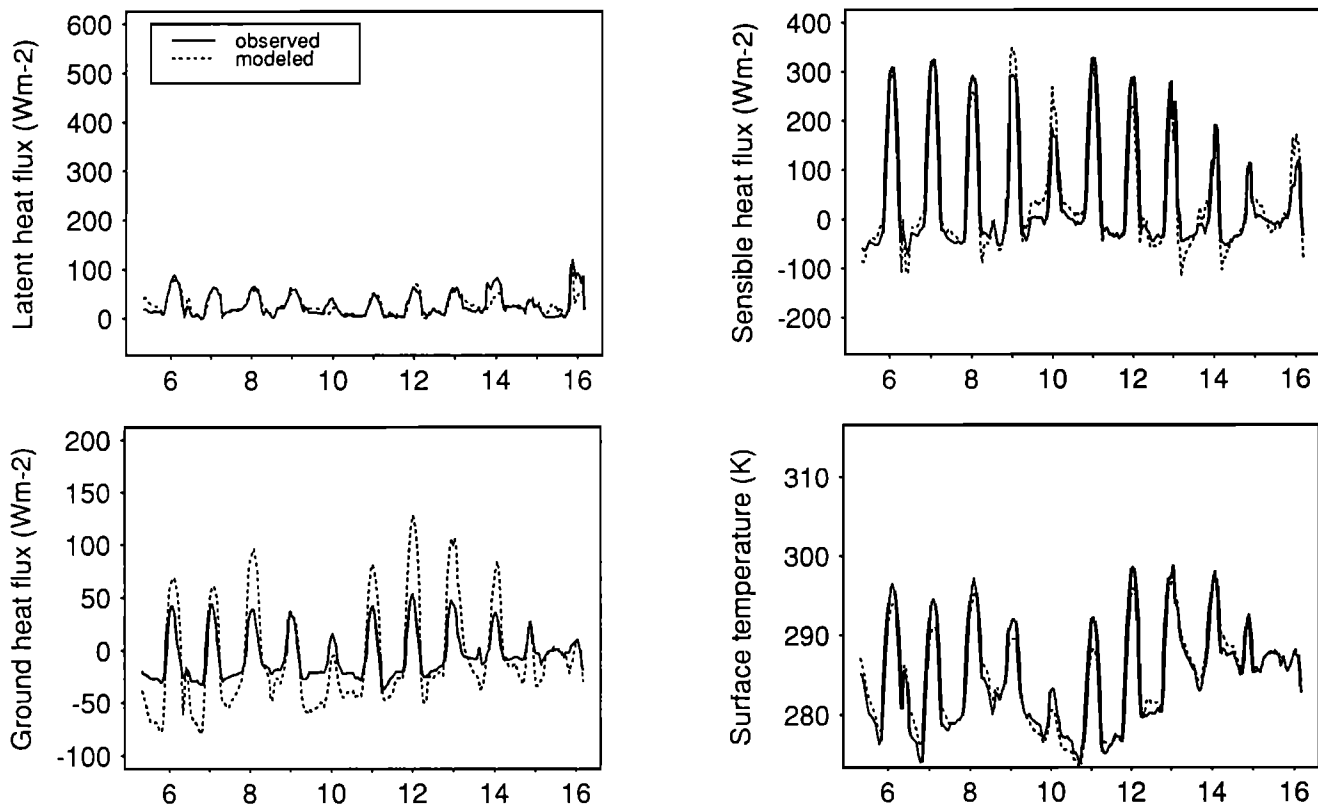 Latent heat flux (Wm-2)
600
500
400
300
200
100
0
observed
modeled
6 8 10 12 14 16
Sensible heat flux (Wm-2)
400
300
200
100
0
-100
-200
6 8 10 12 14 16
Ground heat flux (Wm-2)
200
150
100
50
0
-50
-100
6 8 10 12 14 16
Surface temperature (K)
310
300
290
280
6 8 10 12 14 16